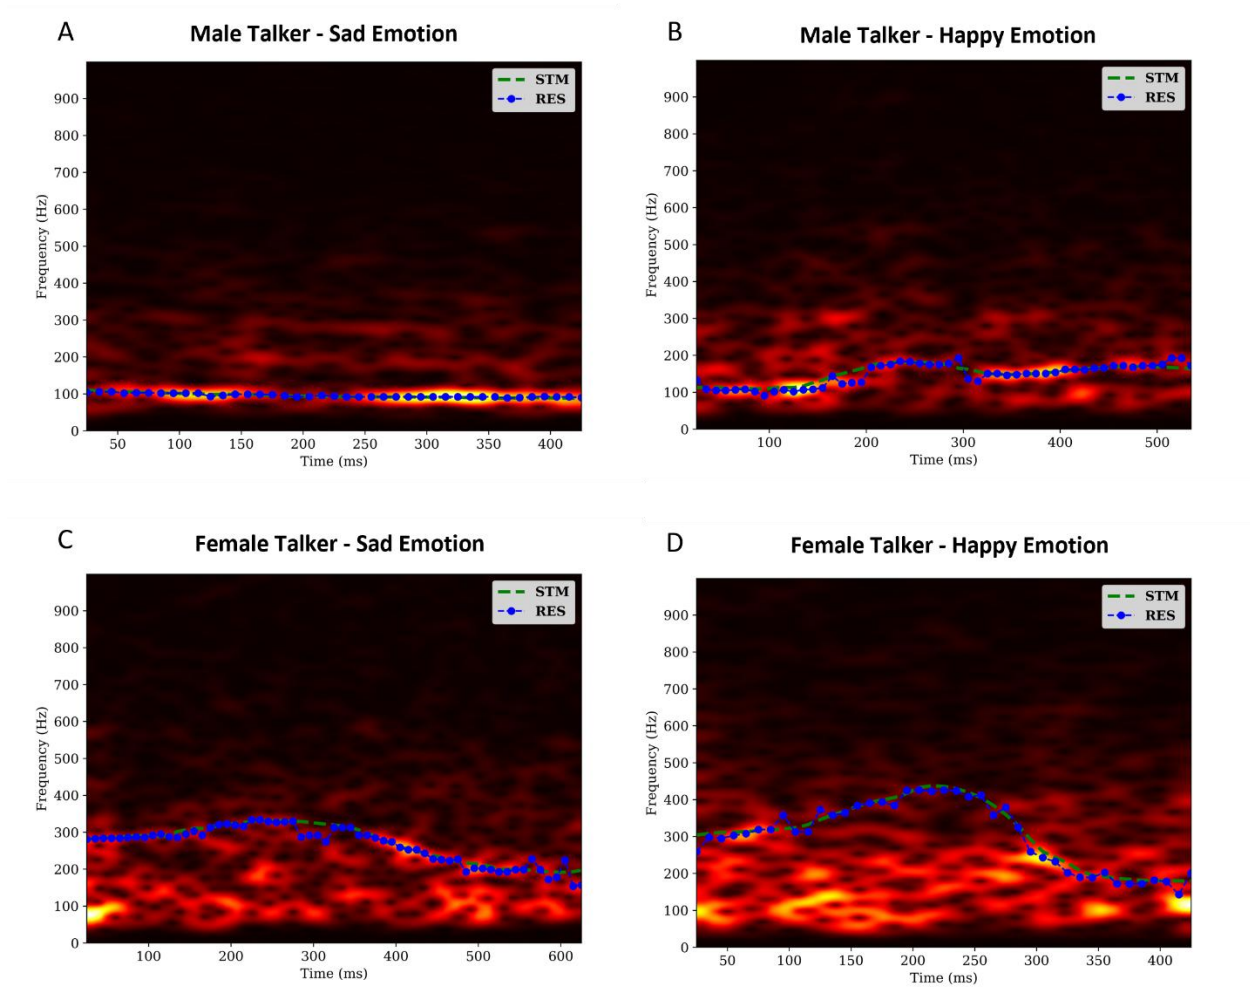 A
Male Talker - Sad Emotion
STM
RES
900
800
700
600
500
400
300
200
100
0
Frequency (Hz)
50 100 150 200 250 300 350 400
Time (ms)
B
Male Talker - Happy Emotion
STM
RES
900
800
700
600
500
400
300
200
100
0
Frequency (Hz)
100 200 300 400 500
Time (ms)
C
Female Talker - Sad Emotion
STM
RES
900
800
700
600
500
400
300
200
100
0
Frequency (Hz)
100 200 300 400 500 600
Time (ms)
D
Female Talker - Happy Emotion
STM
RES
900
800
700
600
500
400
300
200
100
0
Frequency (Hz)
50 100 150 200 250 300 350 400
Time (ms)